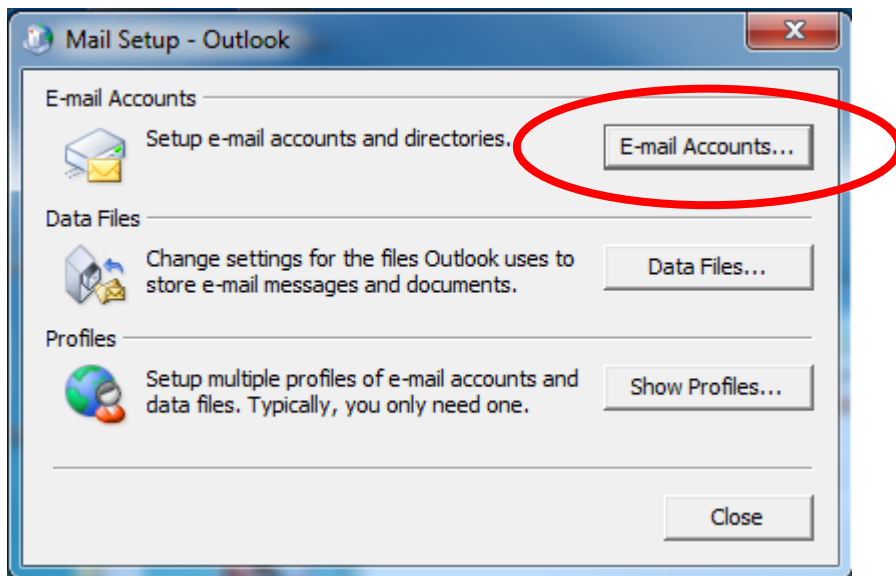 Mail Setup - Outlook
E-mail Accounts
Setup e-mail accounts and directories.
E-mail Accounts...
Data Files
Change settings for the files Outlook uses to
store e-mail messages and documents.
Data Files...
Profiles
Setup multiple profiles of e-mail accounts and
data files. Typically, you only need one.
Show Profiles...
Close